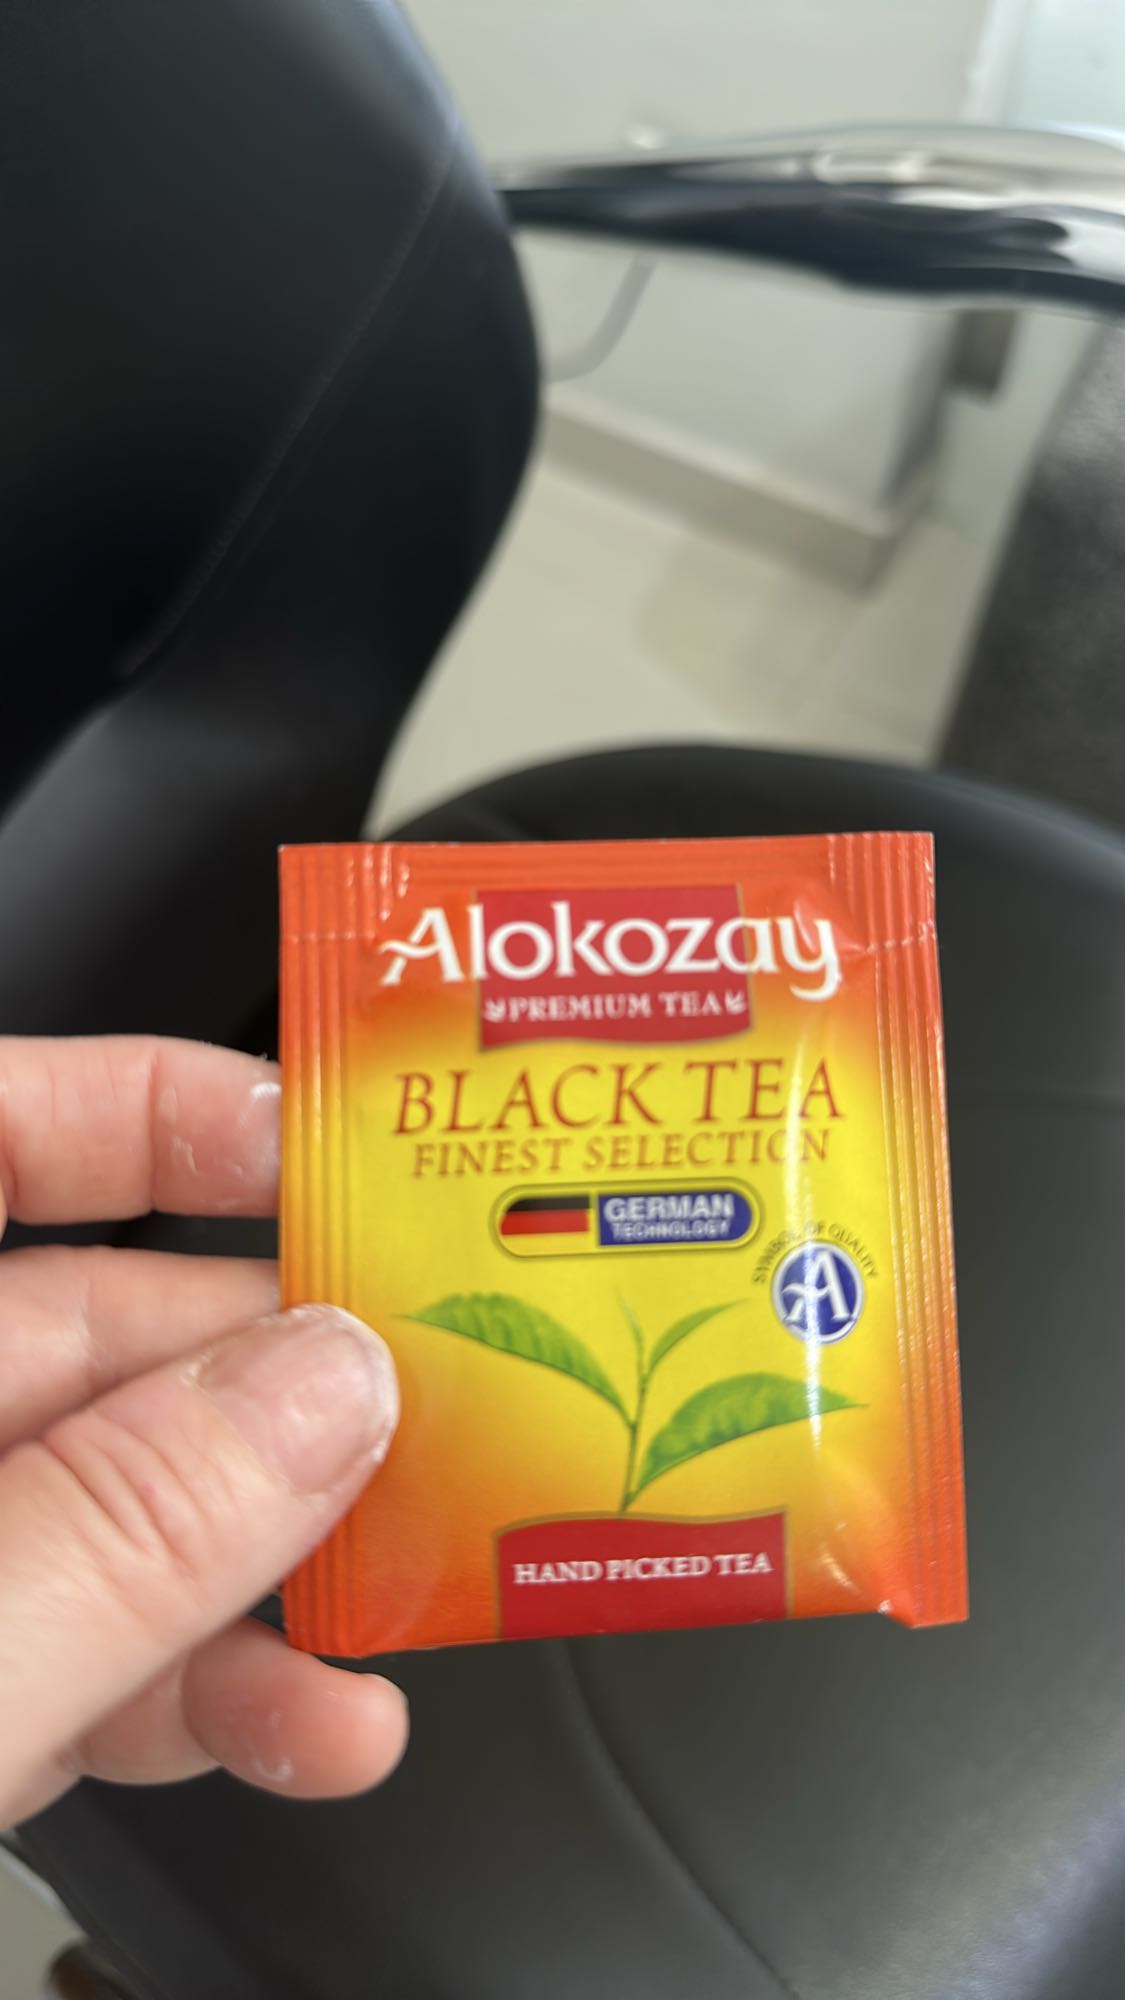 Alokozay
PREMIUM TEA
BLACK TEA
FINEST SELECTION
GERMAN
TECHNOLOGY
SYMBOL OF QUALITY
A
HAND PICKED TEA